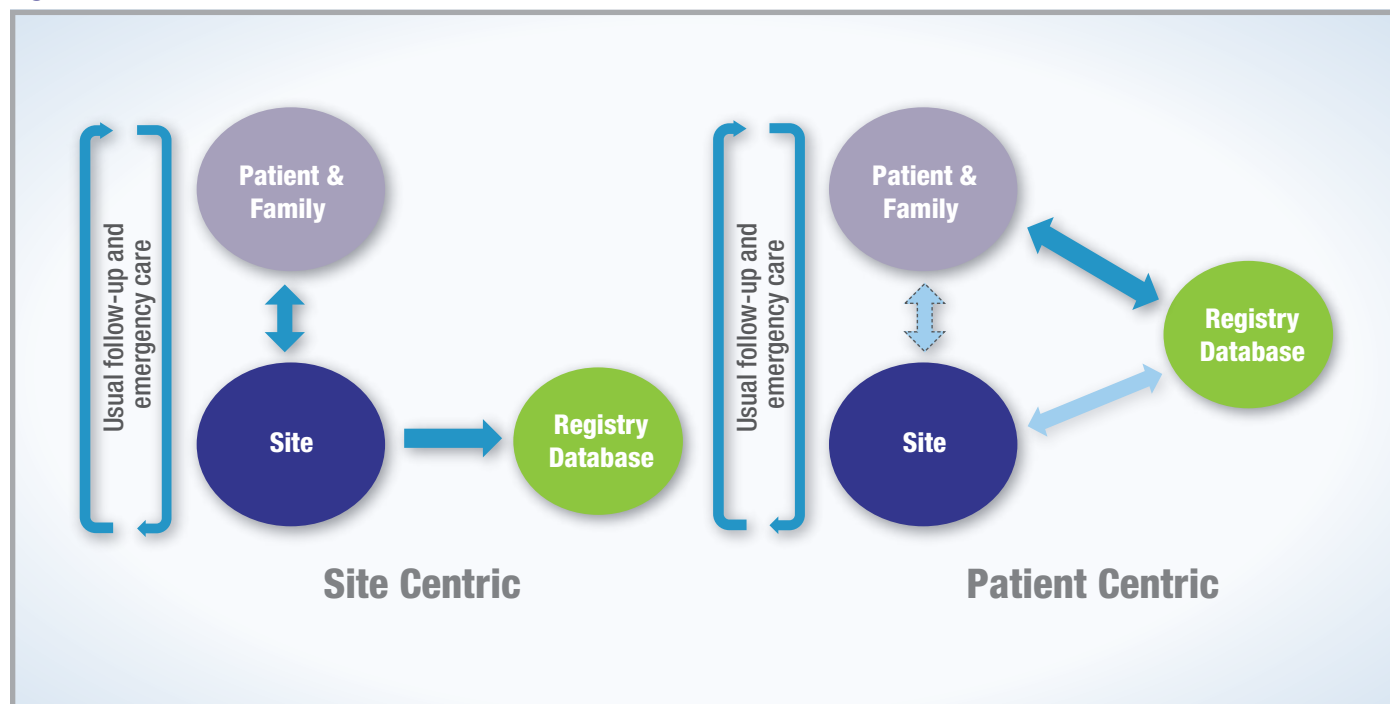 Usual follow-up and
emergency care
Patient &
Family
Site
Registry
Database
Site Centric
Usual follow-up and
emergency care
Patient &
Family
Site
Registry
Database
Patient Centric